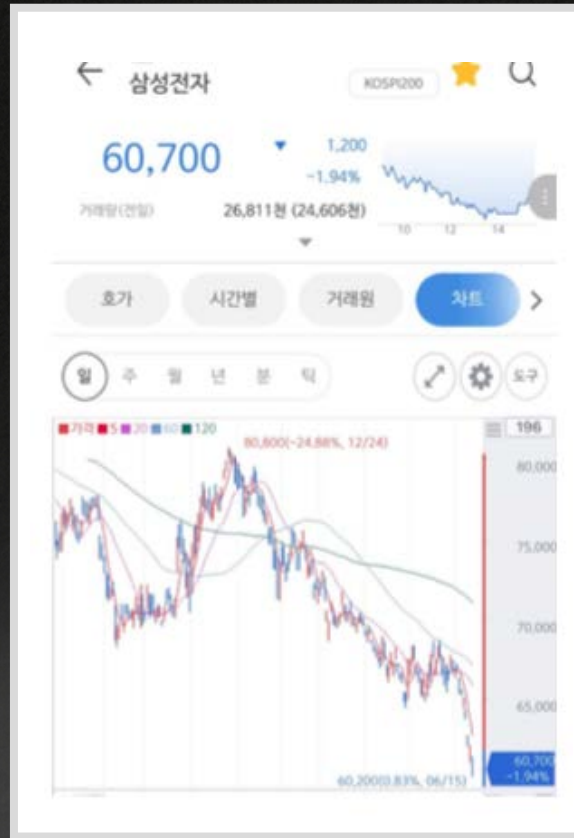 삼성전자
KOSPI200
60,700 ▼ 1,200
-1.94%
거래량(전일) 26,811천 (24,606천)
10 12 14
호가 시간별 거래원 차트
일 주 월 년 분 틱 도구
가격 5 20 60 120
196
80,800(-24.88%, 12/24)
80,000
75,000
70,000
65,000
60,700
-1.94%
60,200(0.83%, 06/15)